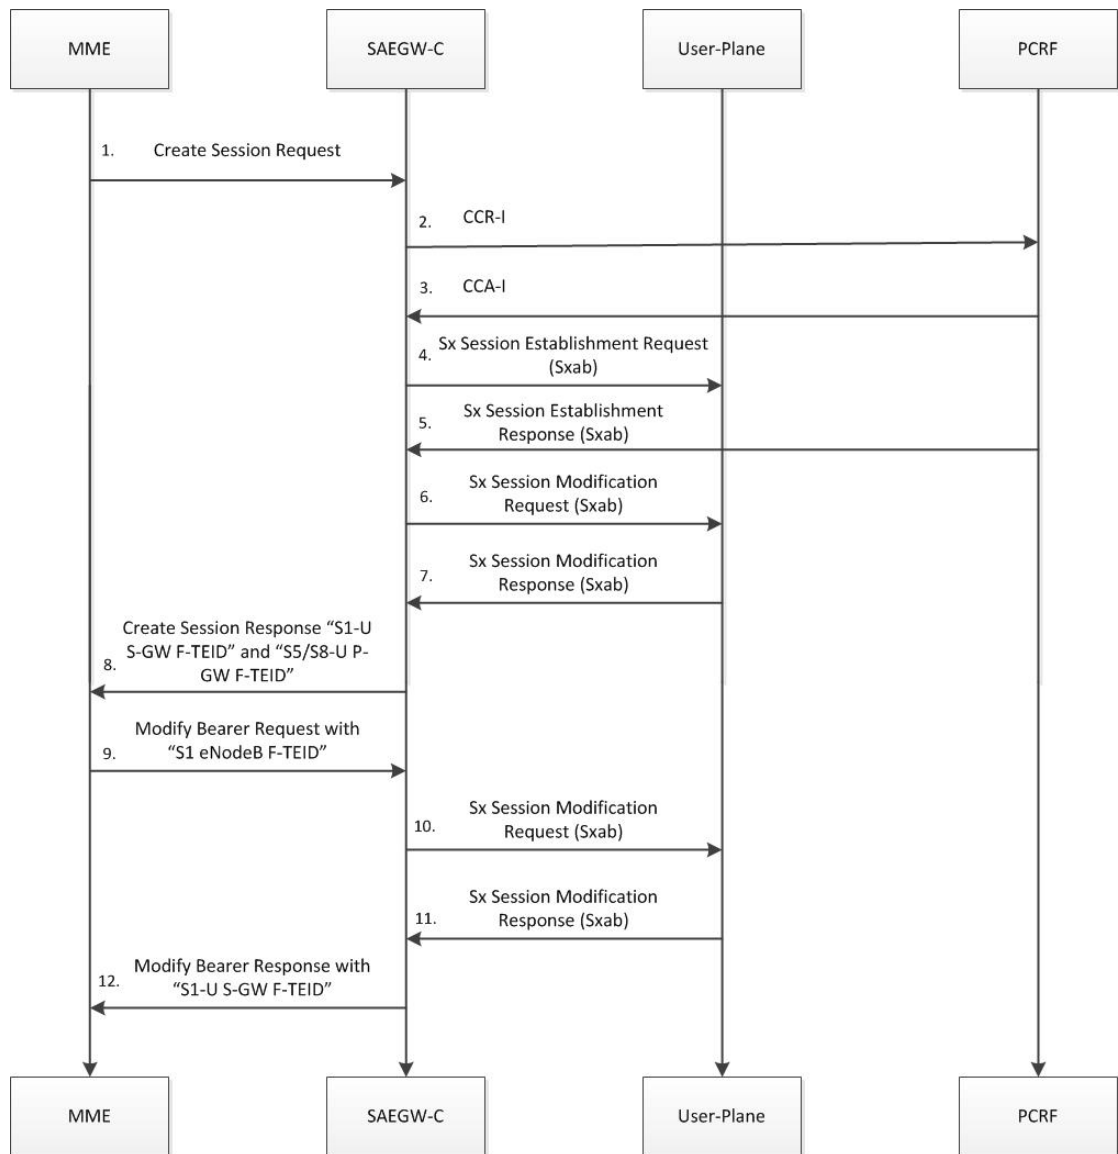 MME
SAEGW-C
User-Plane
PCRF
1.
Create Session Request
2.
CCR-I
3.
CCA-I
4.
Sx Session Establishment Request
(Sxab)
5.
Sx Session Establishment
Response (Sxab)
6.
Sx Session Modification
Request (Sxab)
7.
Sx Session Modification
Response (Sxab)
8.
Create Session Response “S1-U
S-GW F-TEID” and “S5/S8-U P-
GW F-TEID”
9.
Modify Bearer Request with
“S1 eNodeB F-TEID”
10.
Sx Session Modification
Request (Sxab)
11.
Sx Session Modification
Response (Sxab)
12.
Modify Bearer Response with
“S1-U S-GW F-TEID”
MME
SAEGW-C
User-Plane
PCRF